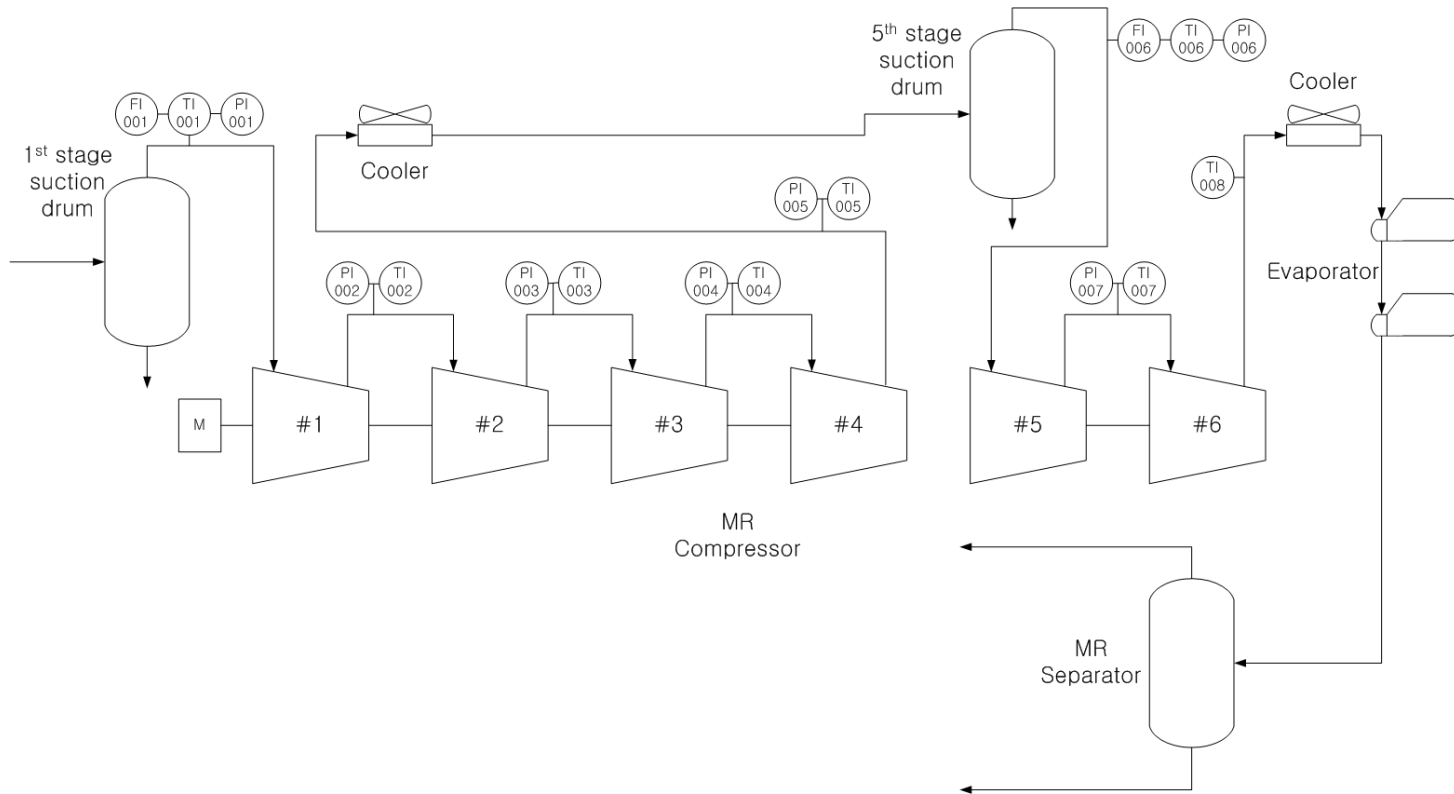 5th stage
suction
drum
FI
006
TI
006
PI
006
Cooler
FI
001
TI
001
PI
001
1st stage
suction
drum
Cooler
TI
008
PI
005
TI
005
PI
002
TI
002
PI
003
TI
003
PI
004
TI
004
PI
007
TI
007
Evaporator
M
#1
#2
#3
#4
#5
#6
MR
Compressor
MR
Separator